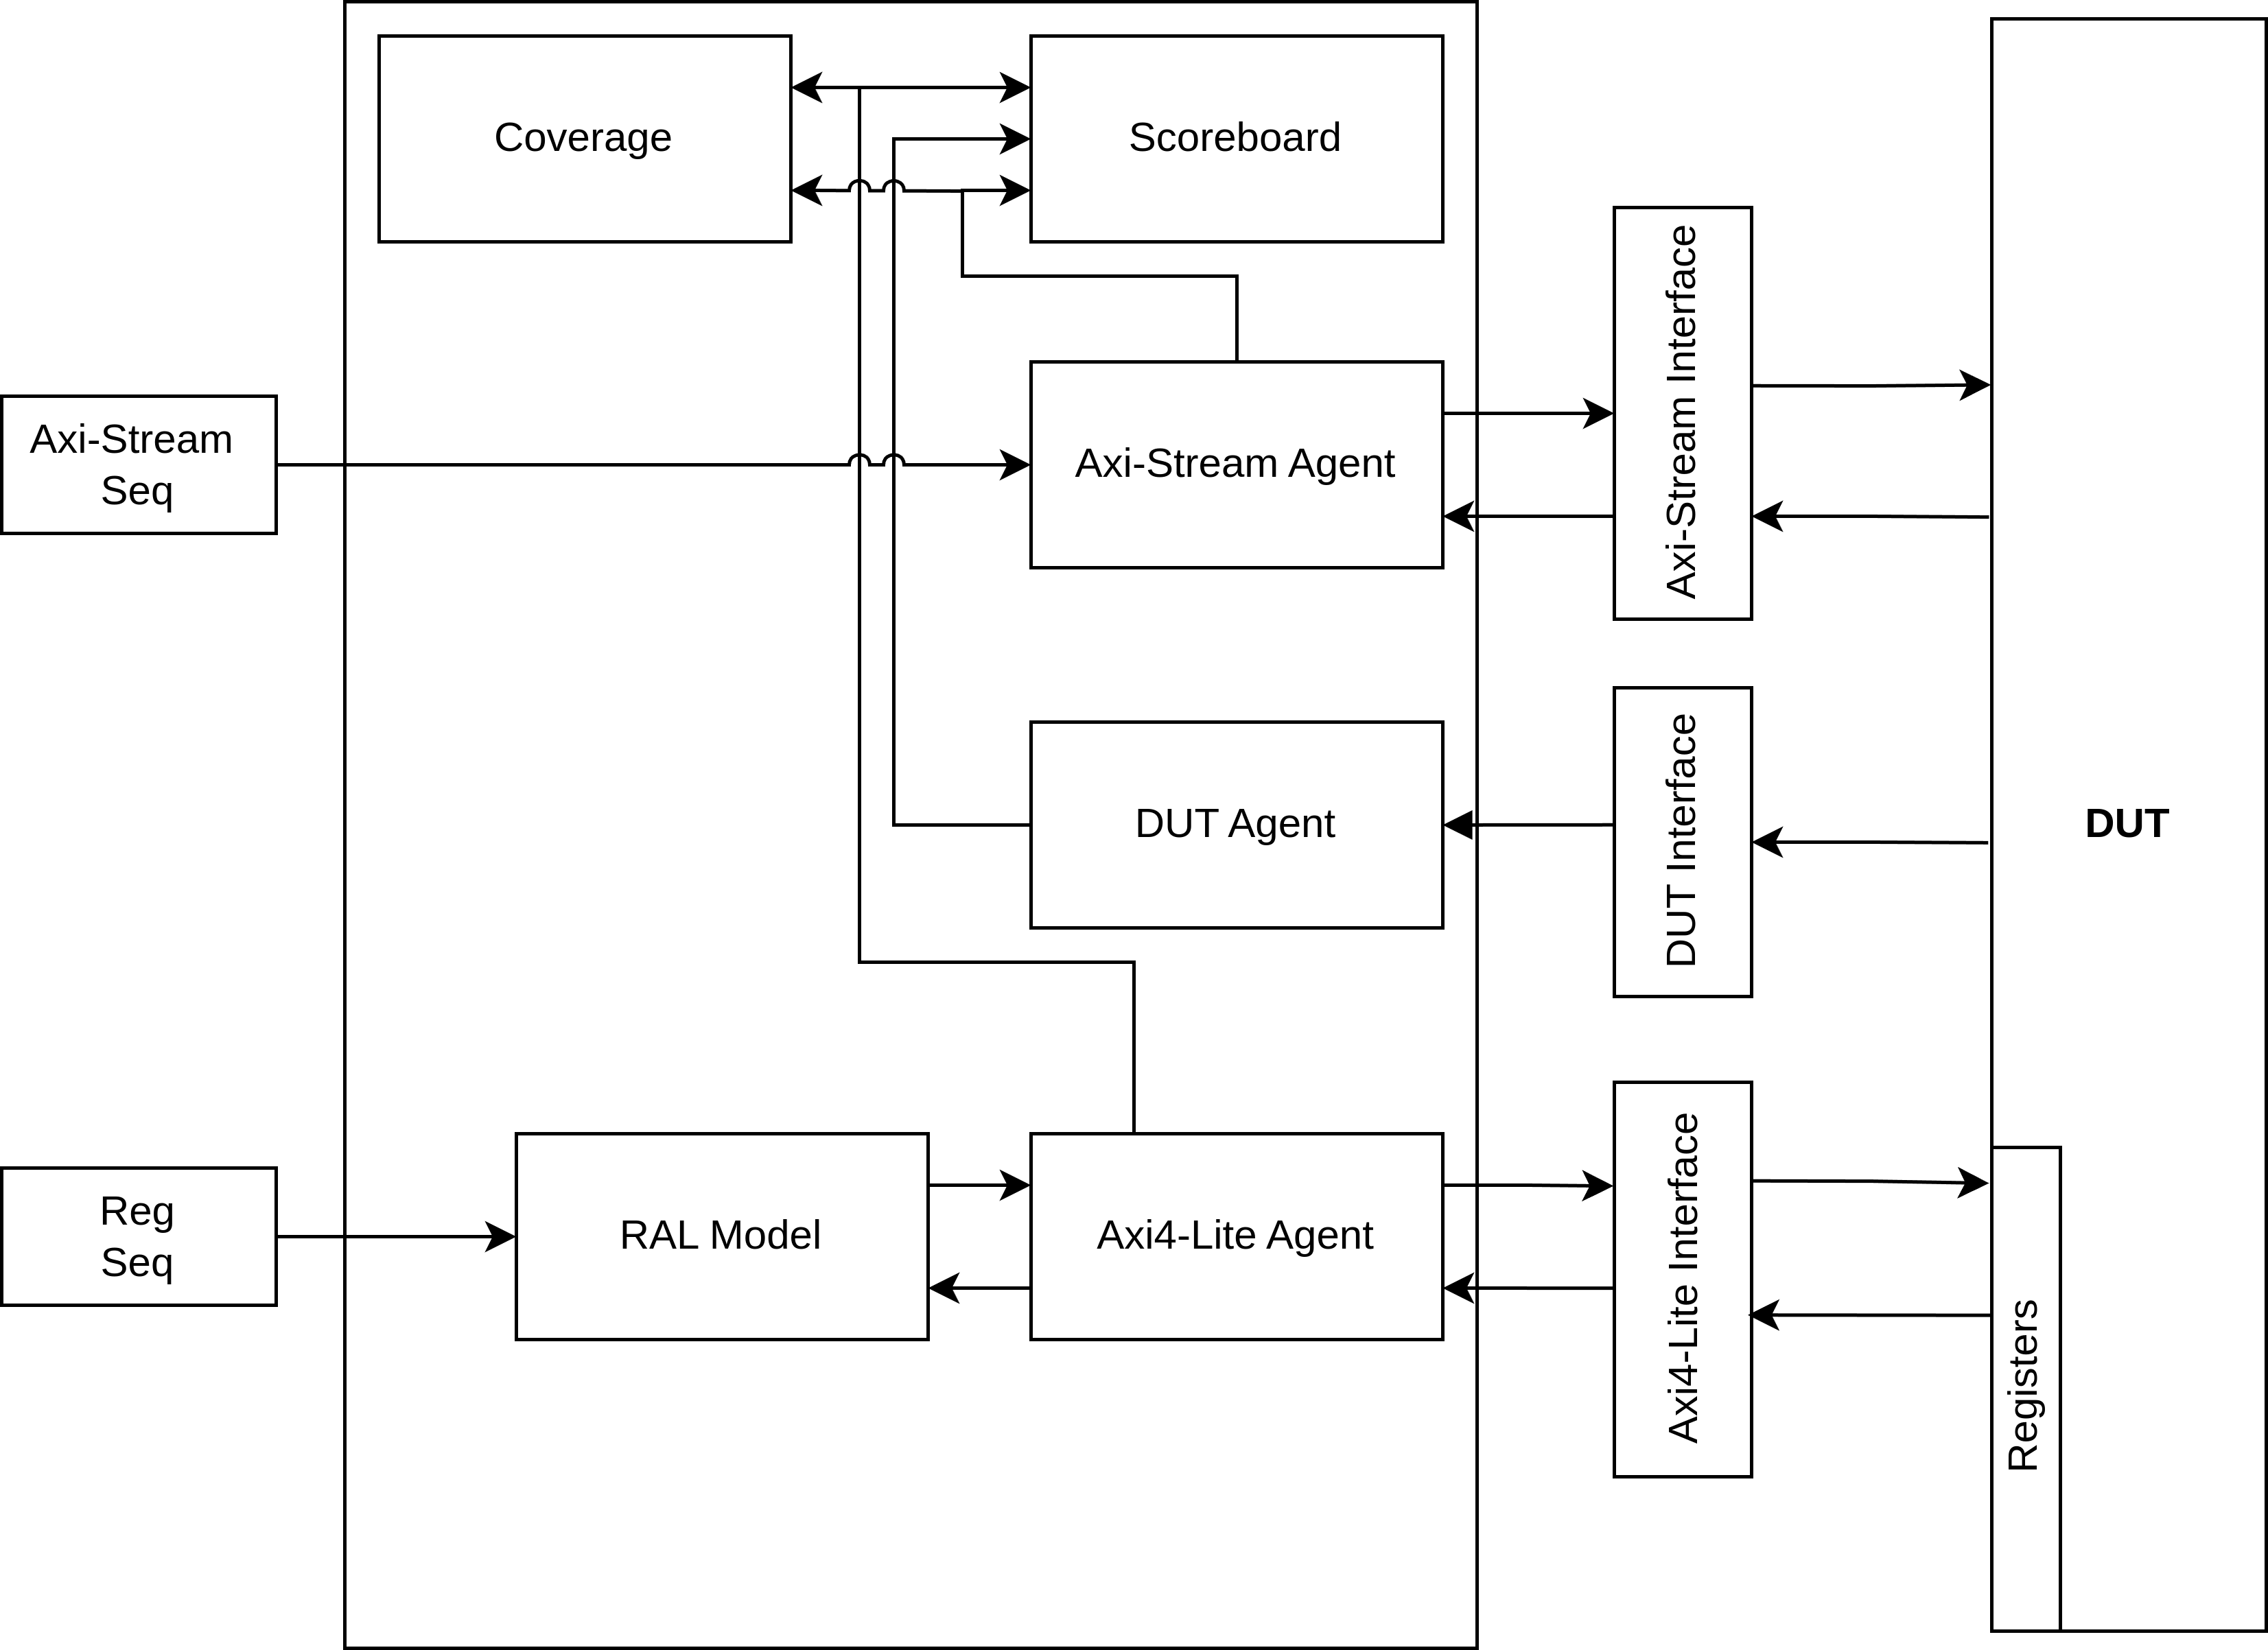 Coverage
Scoreboard
Axi-Stream Interface
Axi-Stream
Seq
Axi-Stream Agent
DUT Agent
DUT Interface
DUT
Reg
Seq
RAL Model
Axi4-Lite Agent
Axi4-Lite Interface
Registers